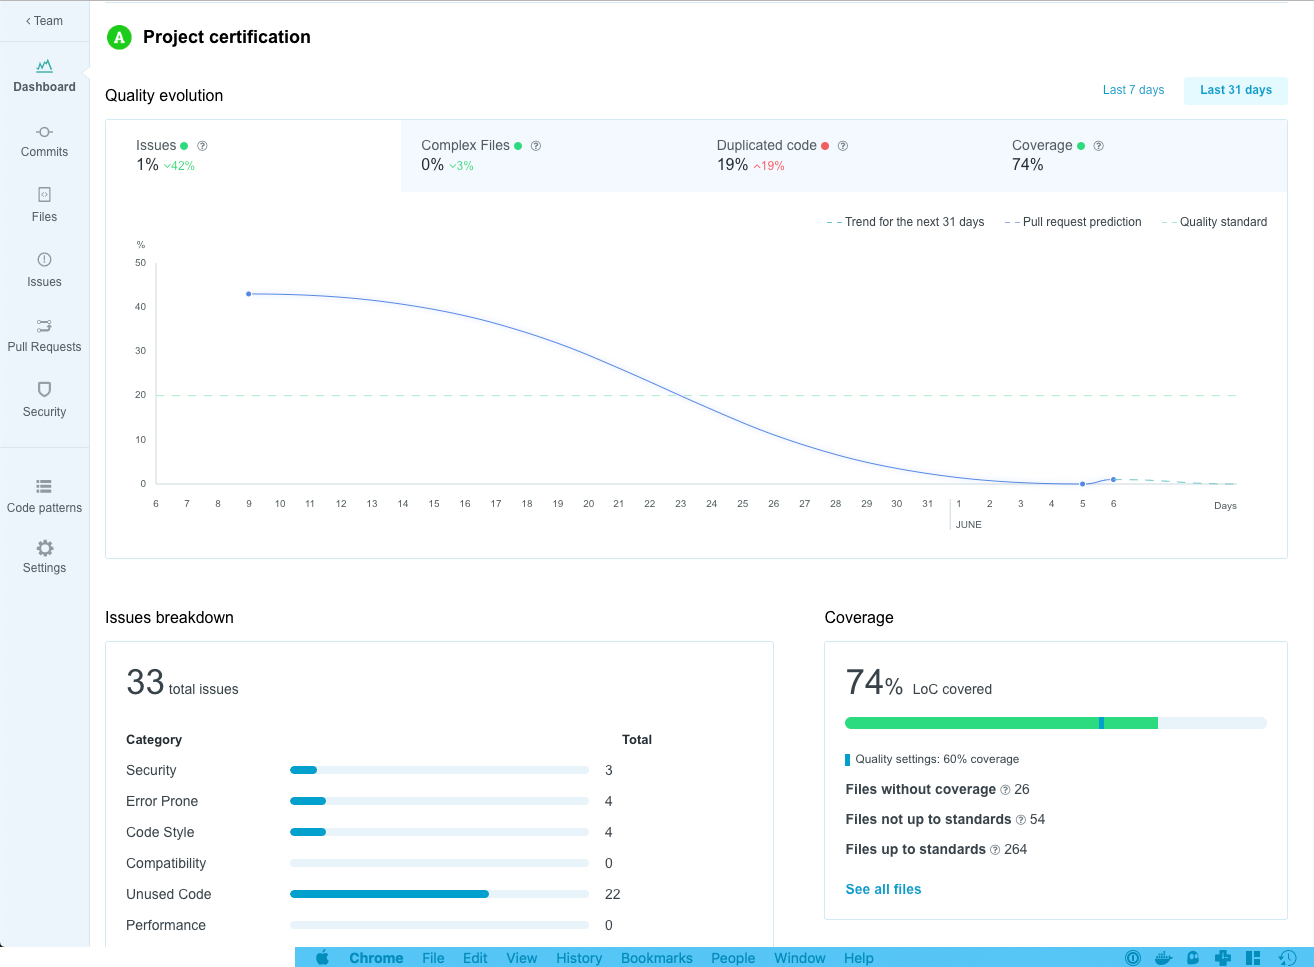 ‹ Team
Dashboard
Commits
Files
Issues
Pull Requests
Security
Code patterns
Settings
A Project certification
Quality evolution
Last 7 days Last 31 days
Issues ?
1% 42%
Complex Files ?
0% 3%
Duplicated code ?
19% 19%
Coverage ?
74%
Trend for the next 31 days Pull request prediction Quality standard
%
50
40
30
20
10
0
6 7 8 9 10 11 12 13 14 15 16 17 18 19 20 21 22 23 24 25 26 27 28 29 30 31 1 2 3 4 5 6 Days
JUNE
Issues breakdown
33 total issues
Category Total
Security 3
Error Prone 4
Code Style 4
Compatibility 0
Unused Code 22
Performance 0
Coverage
74% LoC covered
Quality settings: 60% coverage
Files without coverage ? 26
Files not up to standards ? 54
Files up to standards ? 264
See all files
Chrome File Edit View History Bookmarks People Window Help